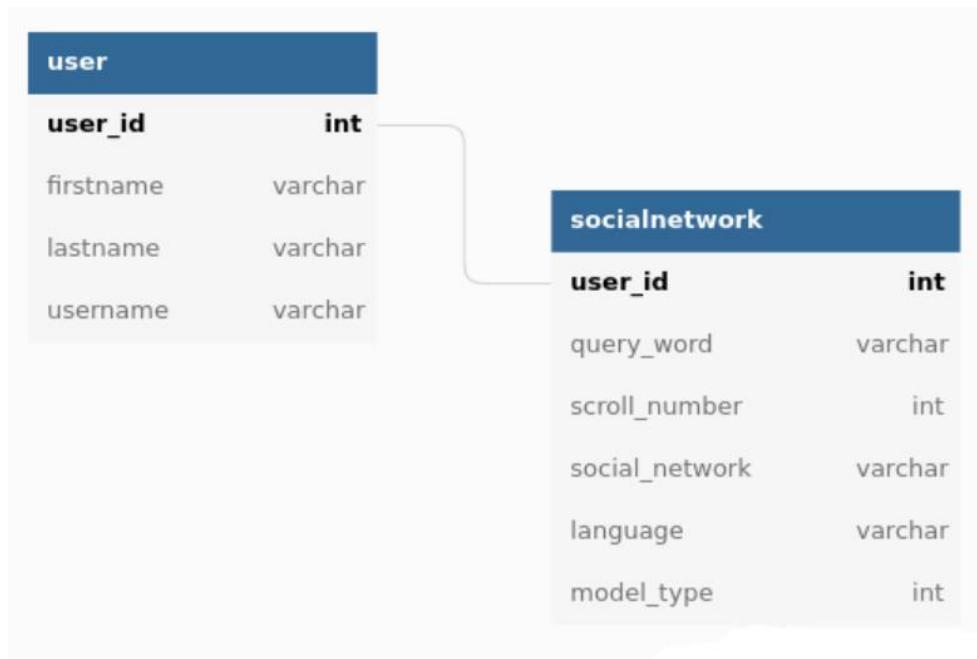 user
user_id int
firstname varchar
lastname varchar
username varchar
socialnetwork
user_id int
query_word varchar
scroll_number int
social_network varchar
language varchar
model_type int